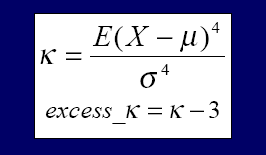 κ = E(X − μ)⁴ / σ⁴
excess_κ = κ − 3